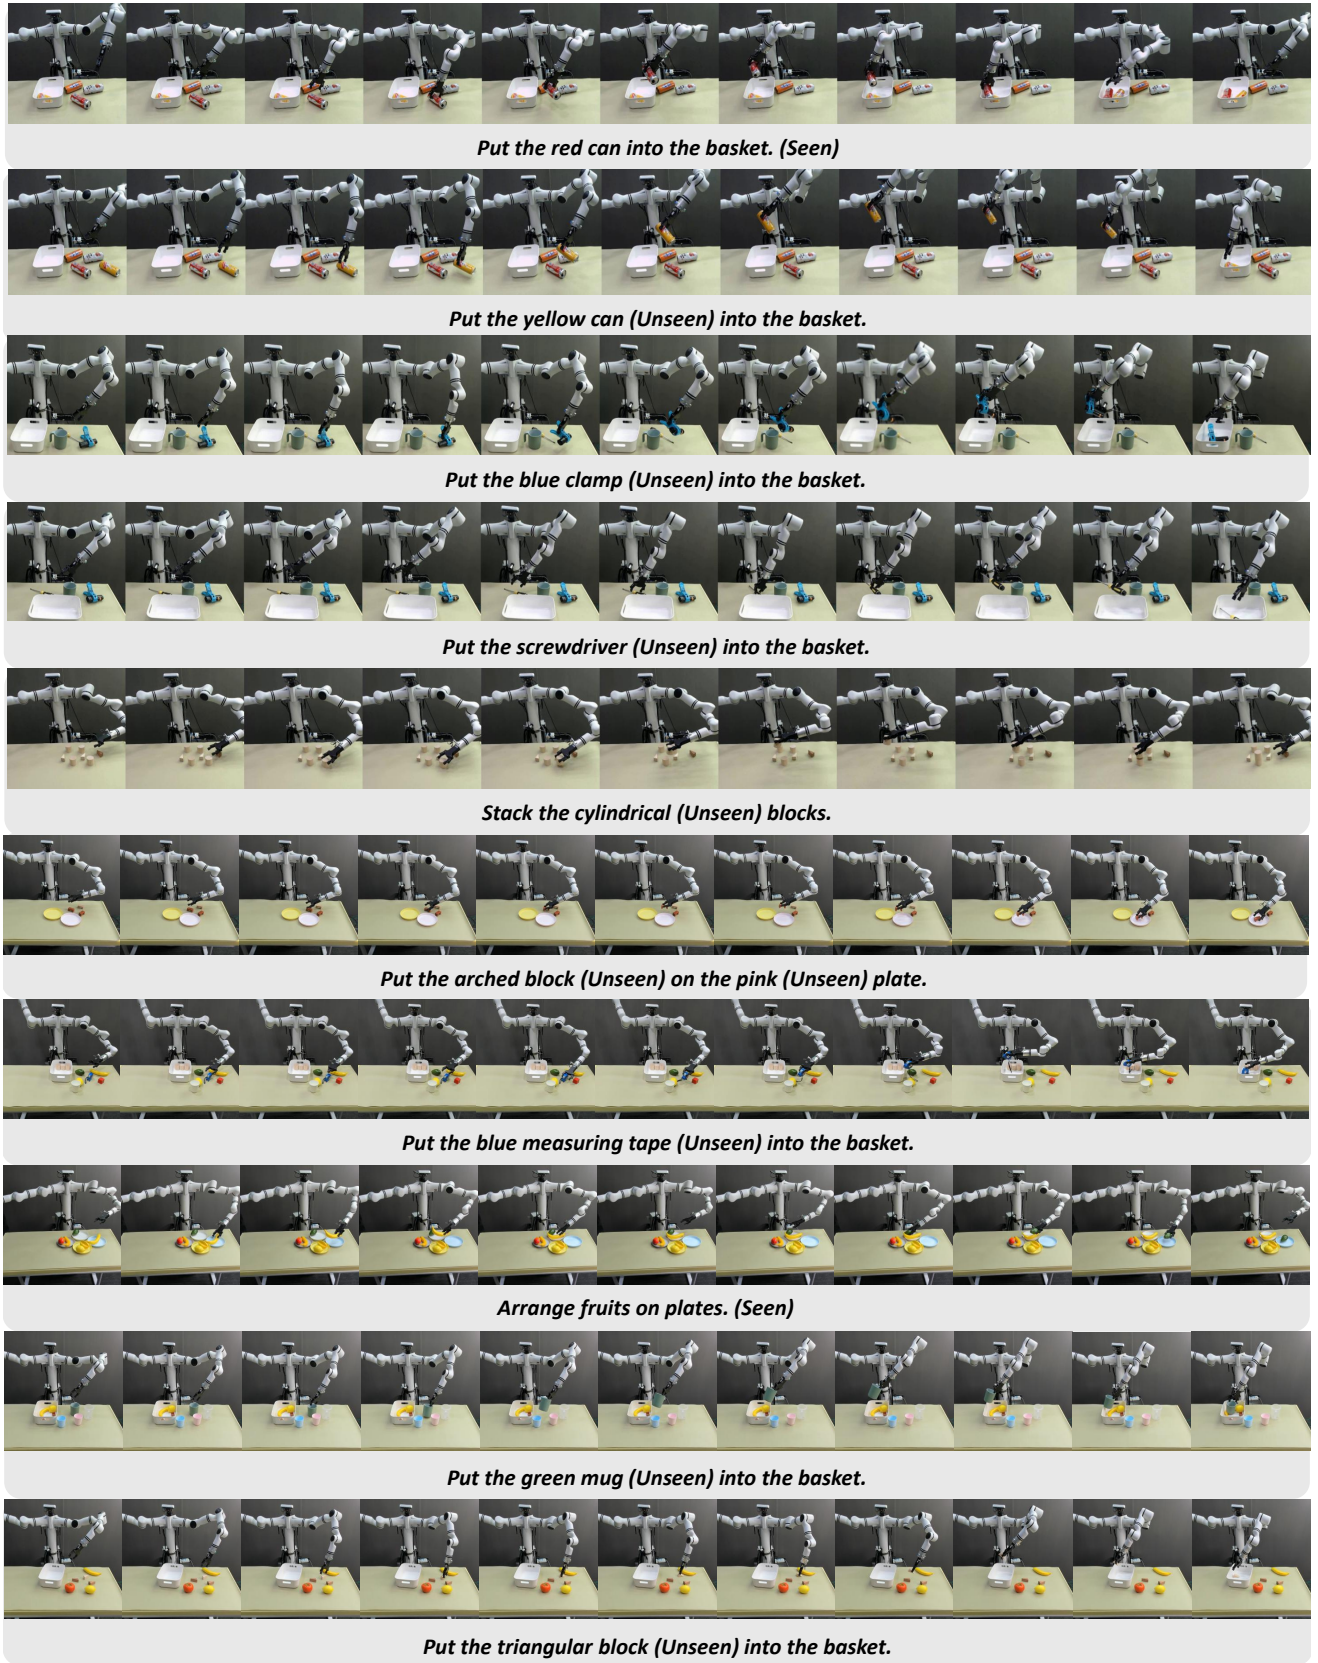 Put the red can into the basket. (Seen)
Put the yellow can (Unseen) into the basket.
Put the blue clamp (Unseen) into the basket.
Put the screwdriver (Unseen) into the basket.
Stack the cylindrical (Unseen) blocks.
Put the arched block (Unseen) on the pink (Unseen) plate.
Put the blue measuring tape (Unseen) into the basket.
Arrange fruits on plates. (Seen)
Put the green mug (Unseen) into the basket.
Put the triangular block (Unseen) into the basket.